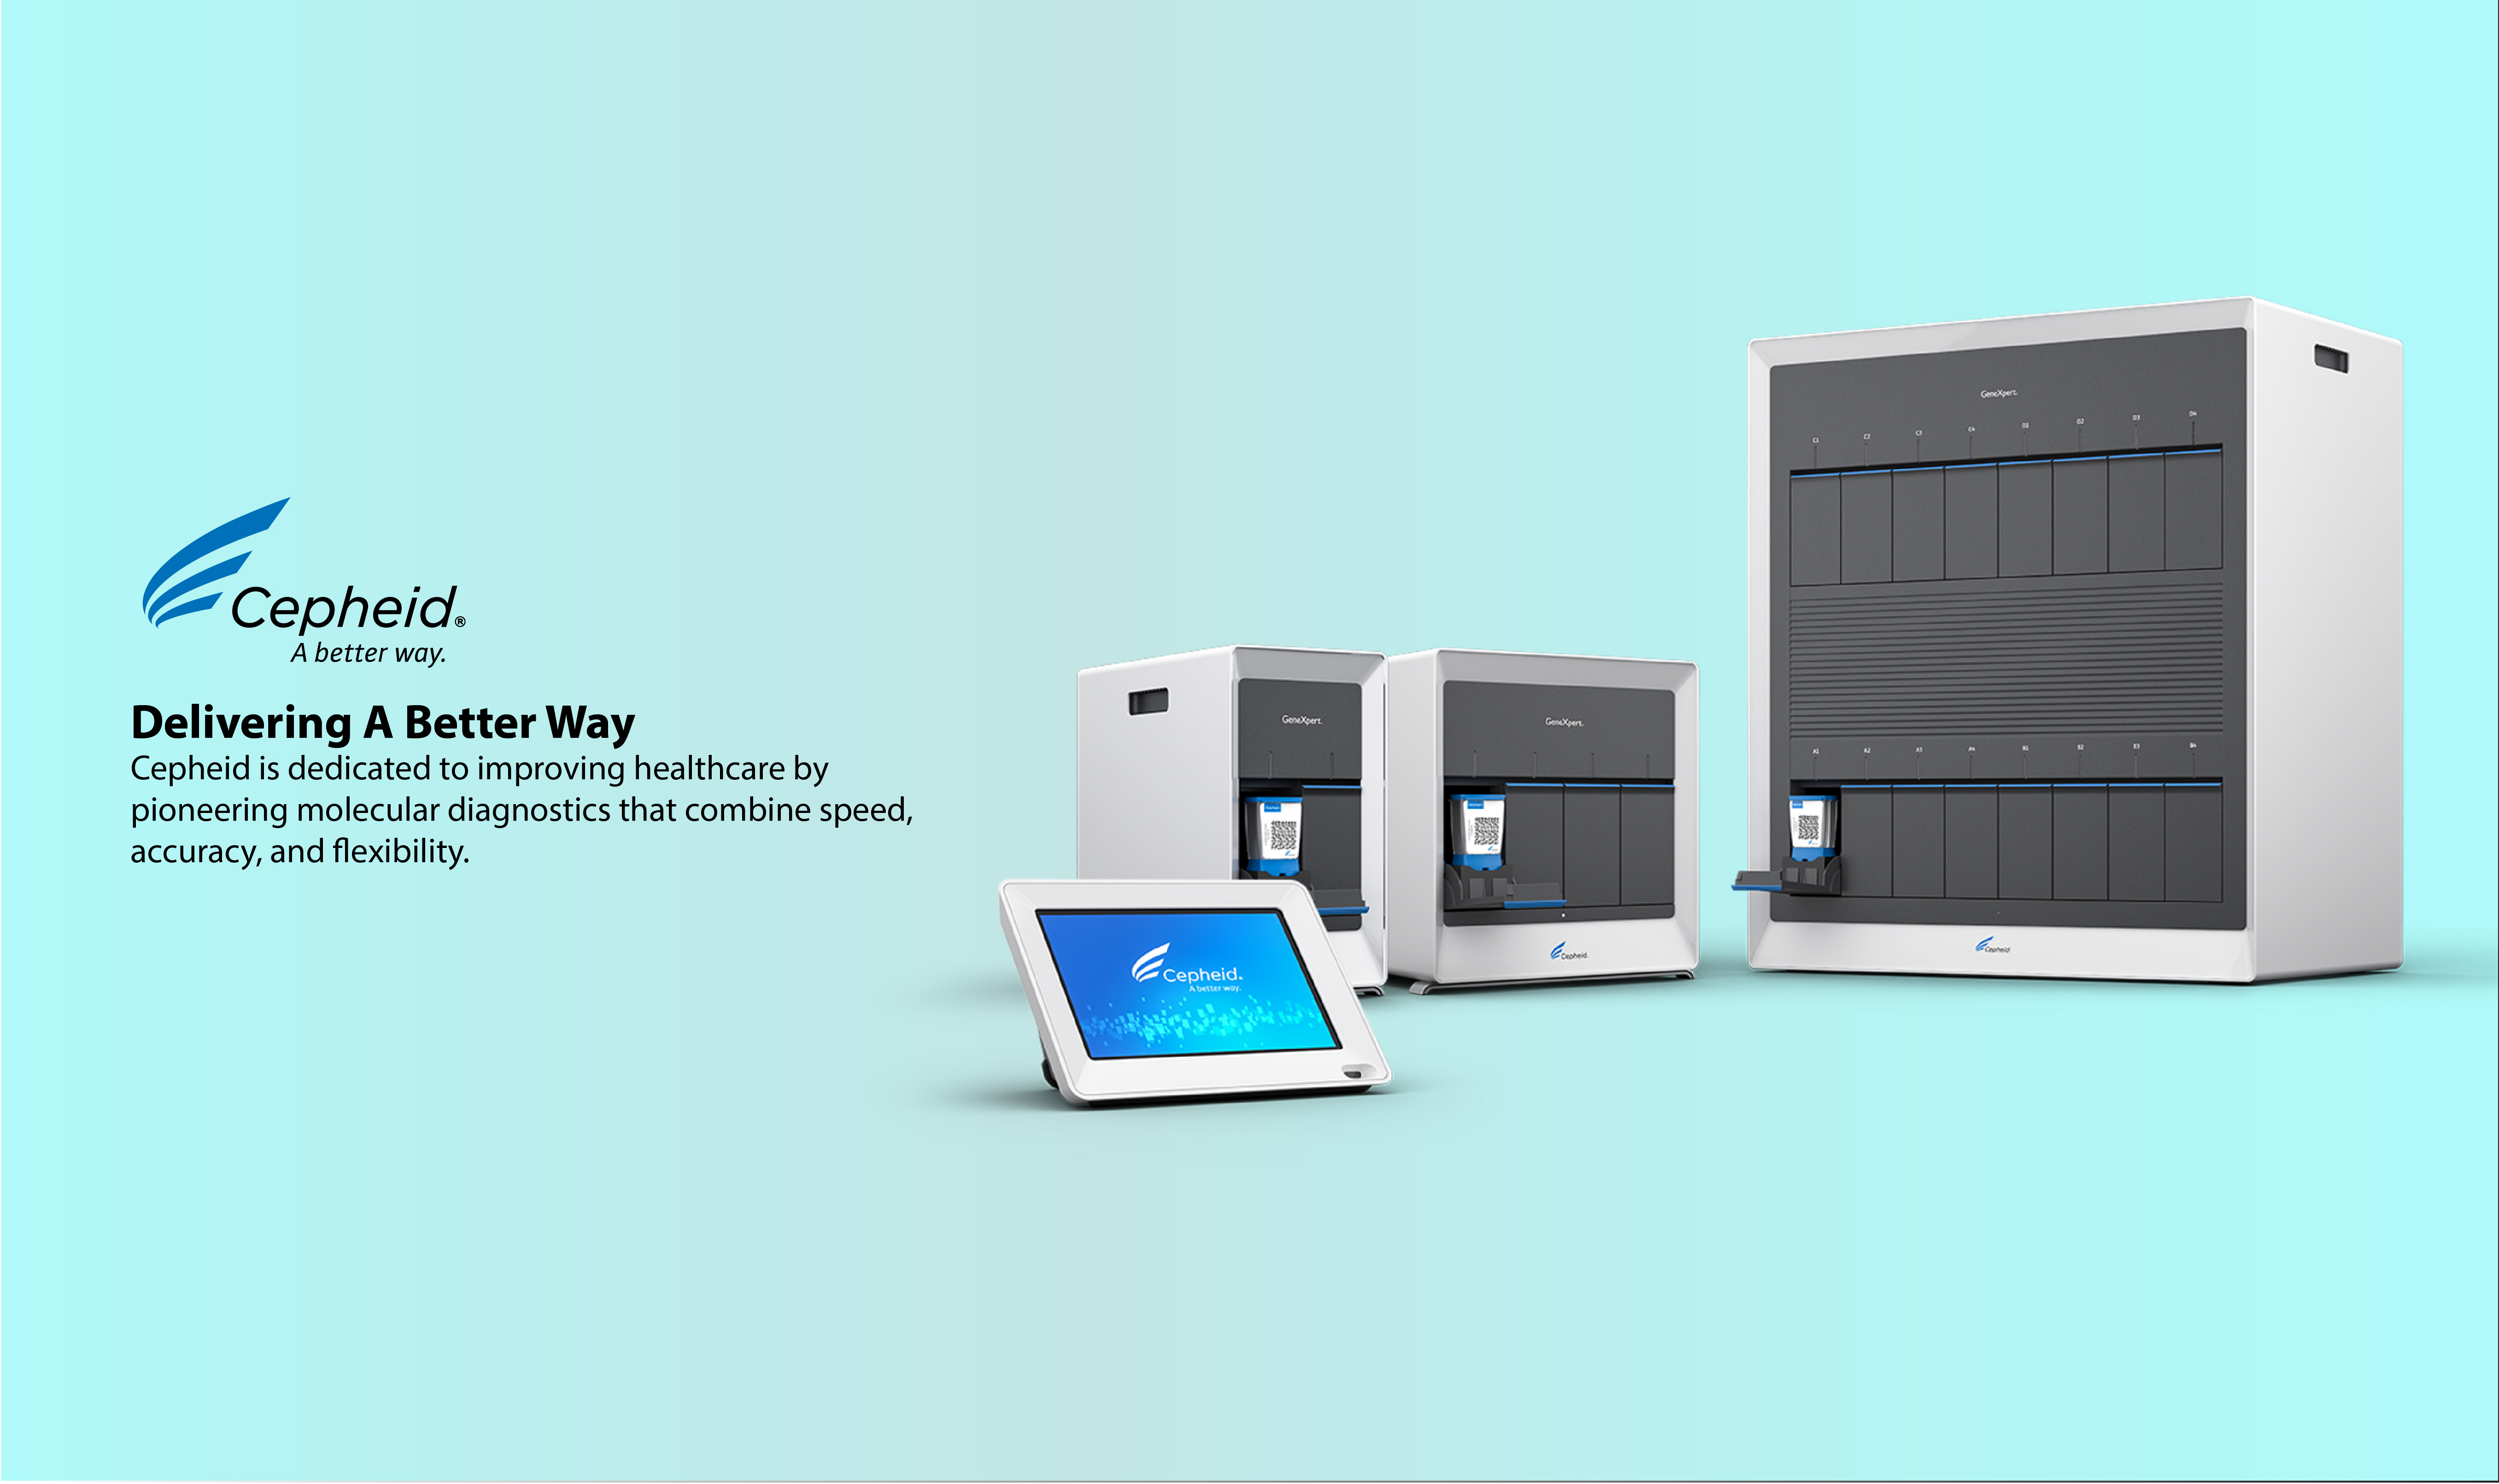 Cepheid®
A better way.
Delivering A Better Way
Cepheid is dedicated to improving healthcare by
pioneering molecular diagnostics that combine speed,
accuracy, and flexibility.
GeneXpert.
C1 C2 C3 C4 D1 D2 D3 D4
A1 A2 A3 A4 B1 B2 B3 B4
Cepheid.
GeneXpert.
GeneXpert.
Cepheid.
Cepheid.
A better way.